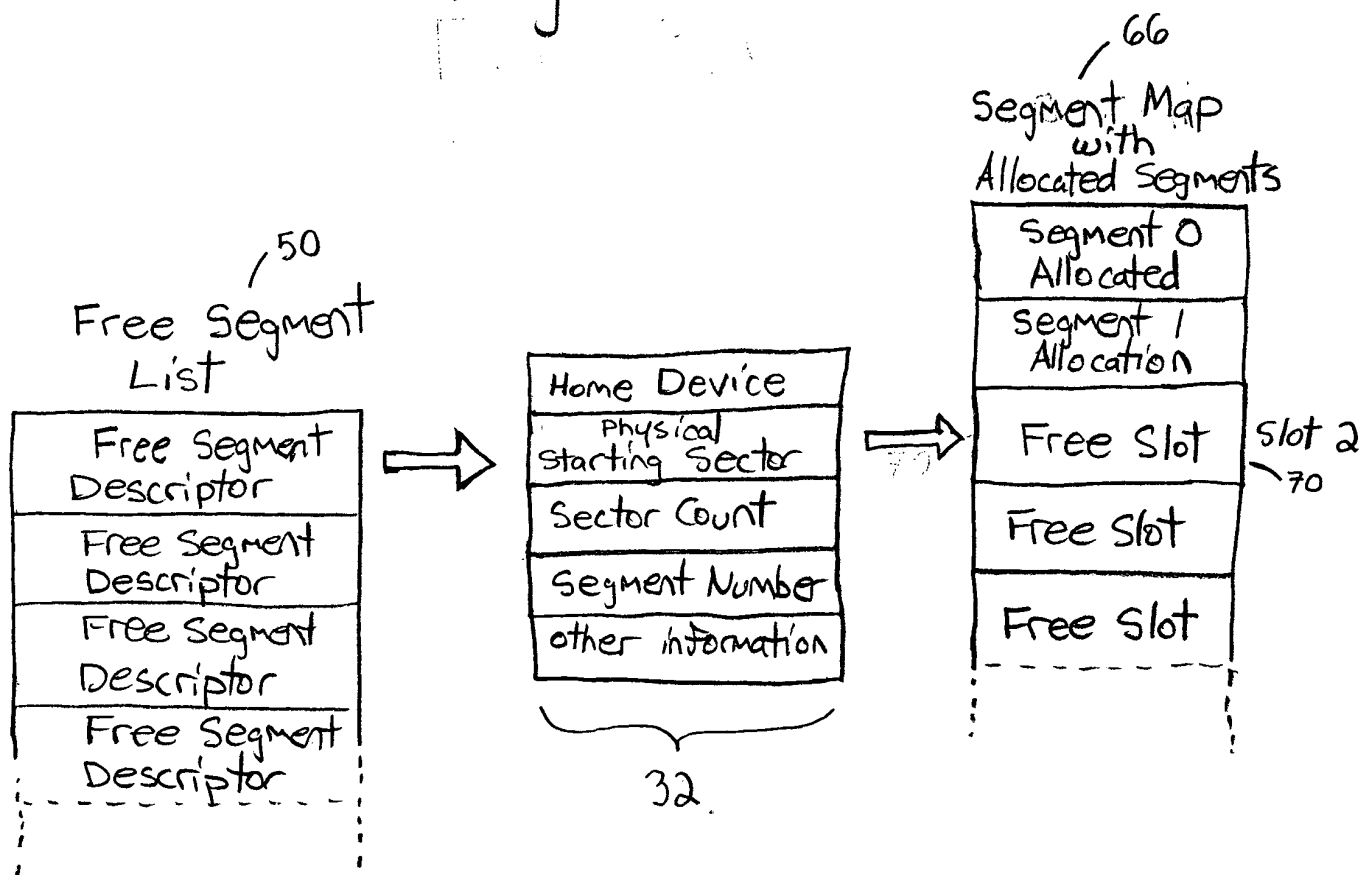 50
Free Segment
List
Free Segment
Descriptor
Free Segment
Descriptor
Free Segment
Descriptor
Free Segment
Descriptor
Home Device
Physical
Starting Sector
Sector Count
Segment Number
other information
32
66
Segment Map
with
Allocated Segments
Segment 0
Allocated
Segment 1
Allocation
Free Slot
Slot 2
70
Free Slot
Free Slot